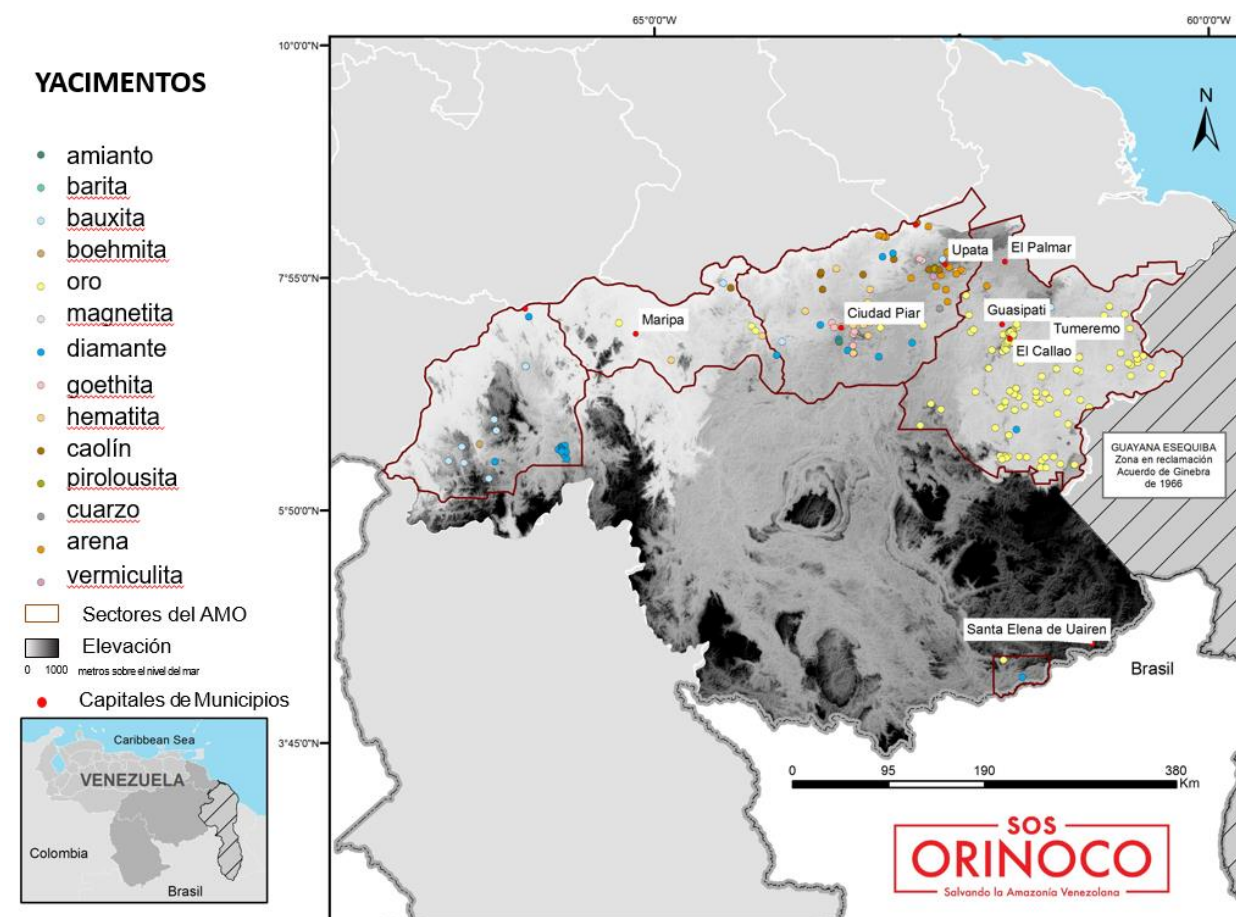 65°0'0"W
60°0'0"W
10°0'0"N
7°55'0"N
5°50'0"N
3°45'0"N
YACIMENTOS
amianto
barita
bauxita
boehmita
oro
magnetita
diamante
goethita
hematita
caolín
pirolousita
cuarzo
arena
vermiculita
Sectores del AMO
Elevación
0 1000 metros sobre el nivel del mar
Capitales de Municipios
Caribbean Sea
VENEZUELA
Colombia
Brasil
N
Upata
El Palmar
Maripa
Ciudad Piar
Guasipati
Tumeremo
El Callao
GUAYANA ESEQUIBA
Zona en reclamación
Acuerdo de Ginebra
de 1966
Santa Elena de Uairen
Brasil
0 95 190 380
Km
SOS
ORINOCO
Salvando la Amazonía Venezolana